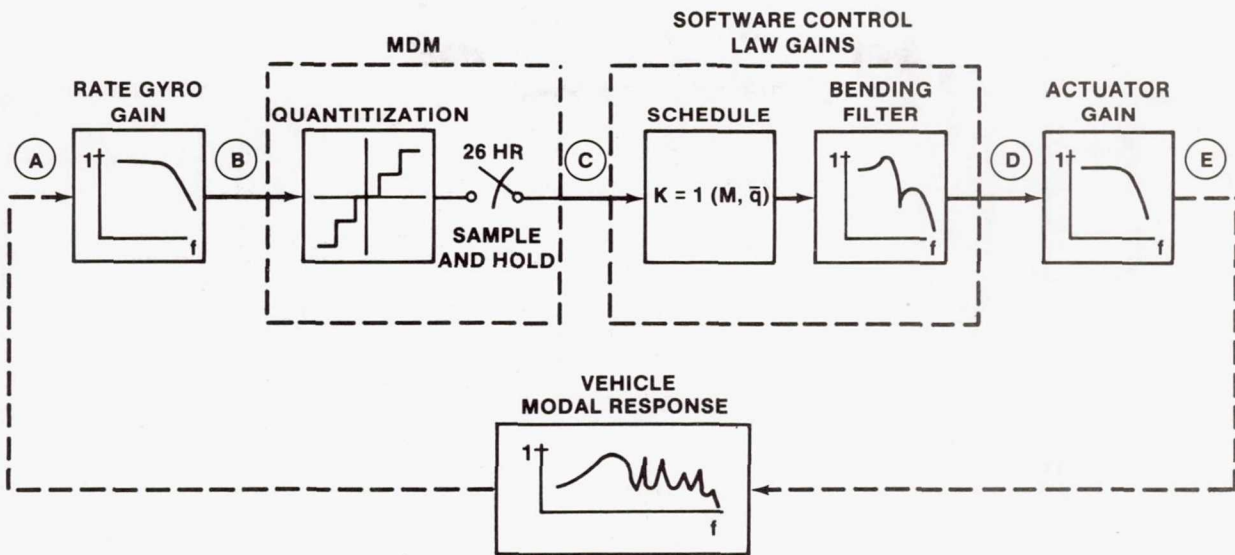 SOFTWARE CONTROL
LAW GAINS
MDM
RATE GYRO
GAIN
QUANTITIZATION
SCHEDULE
BENDING
FILTER
ACTUATOR
GAIN
A
1
f
B
26 HR
SAMPLE
AND HOLD
C
K = 1 (M, q̄)
1
f
D
1
f
E
VEHICLE
MODAL RESPONSE
1
f